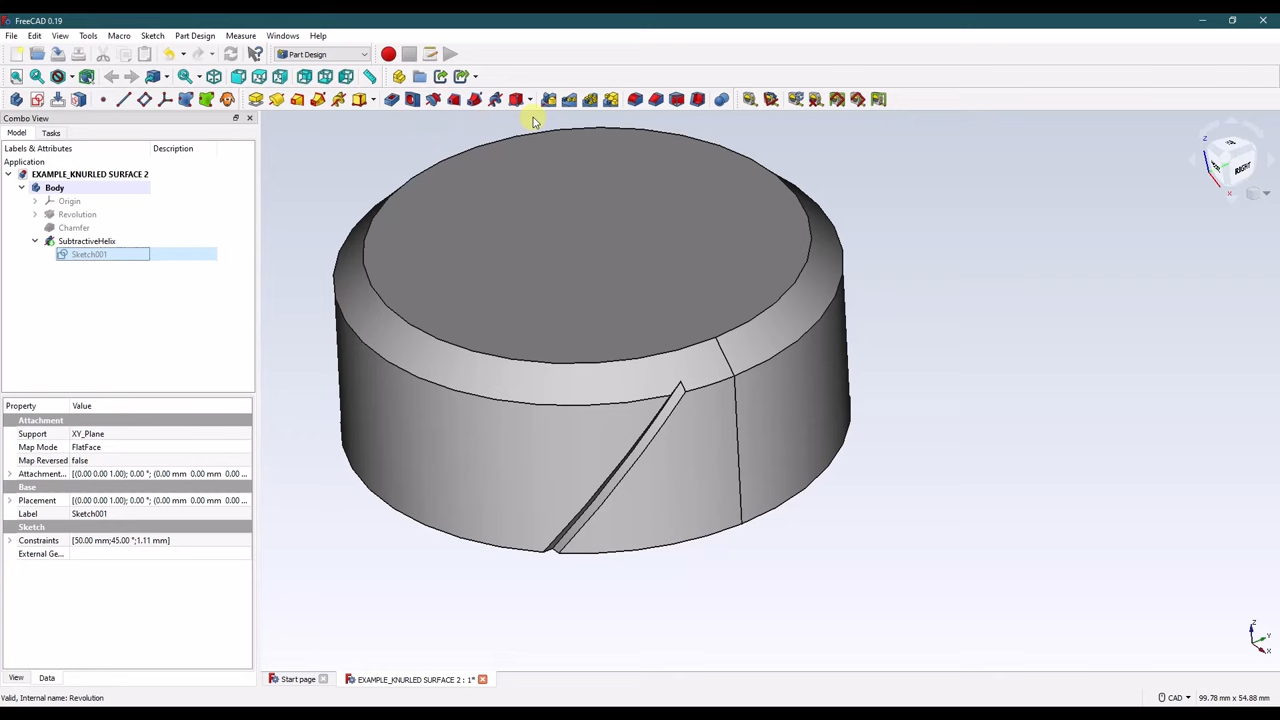 FreeCAD 0.19
File Edit View Tools Macro Sketch Part Design Measure Windows Help
Part Design
Combo View
Model Tasks
Labels & Attributes Description
Application
EXAMPLE_KNURLED SURFACE 2
Body
Origin
Revolution
Chamfer
SubtractiveHelix
Sketch001
Property Value
Attachment
Support XY_Plane
Map Mode FlatFace
Map Reversed false
Attachment... [(0.00 0.00 1.00); 0.00 °; (0.00 mm 0.00 mm 0.00 ...
Base
Placement [(0.00 0.00 1.00); 0.00 °; (0.00 mm 0.00 mm 0.00 ...
Label Sketch001
Sketch
Constraints [50.00 mm;45.00 °;1.11 mm]
External Ge...
View Data
Start page EXAMPLE_KNURLED SURFACE 2 : 1*
Valid, Internal name: Revolution
CAD 99.78 mm x 54.88 mm
Z
RIGHT
X
Z
Y
X